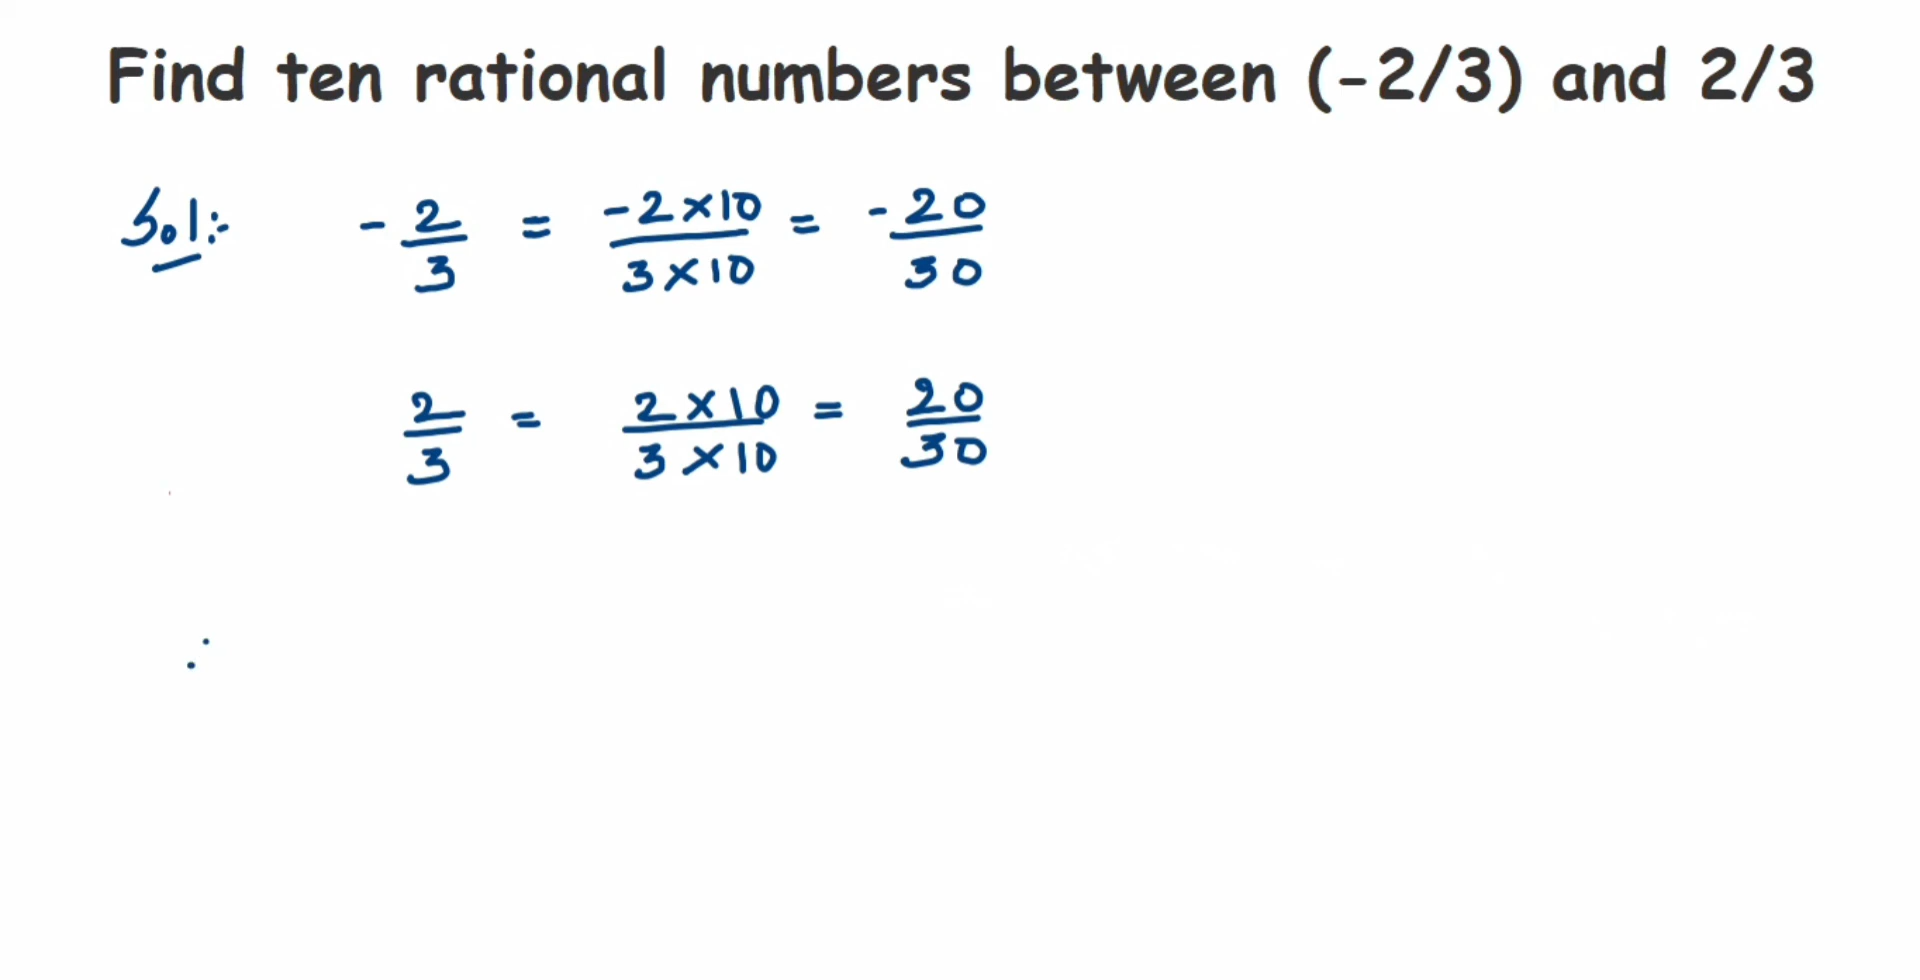 Find ten rational numbers between (-2/3) and 2/3
Sol:- -2/3 = -2×10/3×10 = -20/30
2/3 = 2×10/3×10 = 20/30